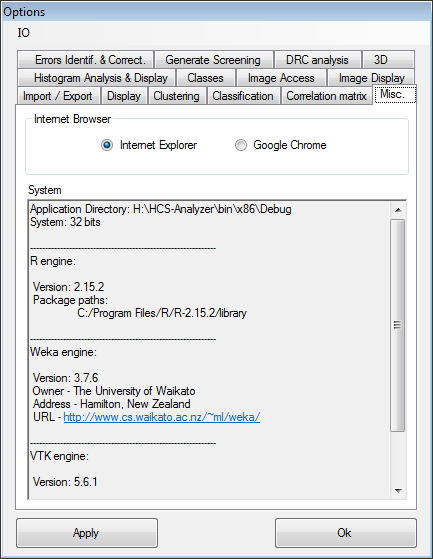 Options
IO
Errors Identif. & Correct. Generate Screening DRC analysis 3D
Histogram Analysis & Display Classes Image Access Image Display
Import / Export Display Clustering Classification Correlation matrix Misc.
Internet Browser
Internet Explorer Google Chrome
System
Application Directory: H:\HCS-Analyzer\bin\x86\Debug
System: 32 bits
------------------------------------------------------------
R engine:
Version: 2.15.2
Package paths:
C:/Program Files/R/R-2.15.2/library
------------------------------------------------------------
Weka engine:
Version: 3.7.6
Owner - The University of Waikato
Address - Hamilton, New Zealand
URL - http://www.cs.waikato.ac.nz/~ml/weka/
------------------------------------------------------------
VTK engine:
Version: 5.6.1
Apply Ok